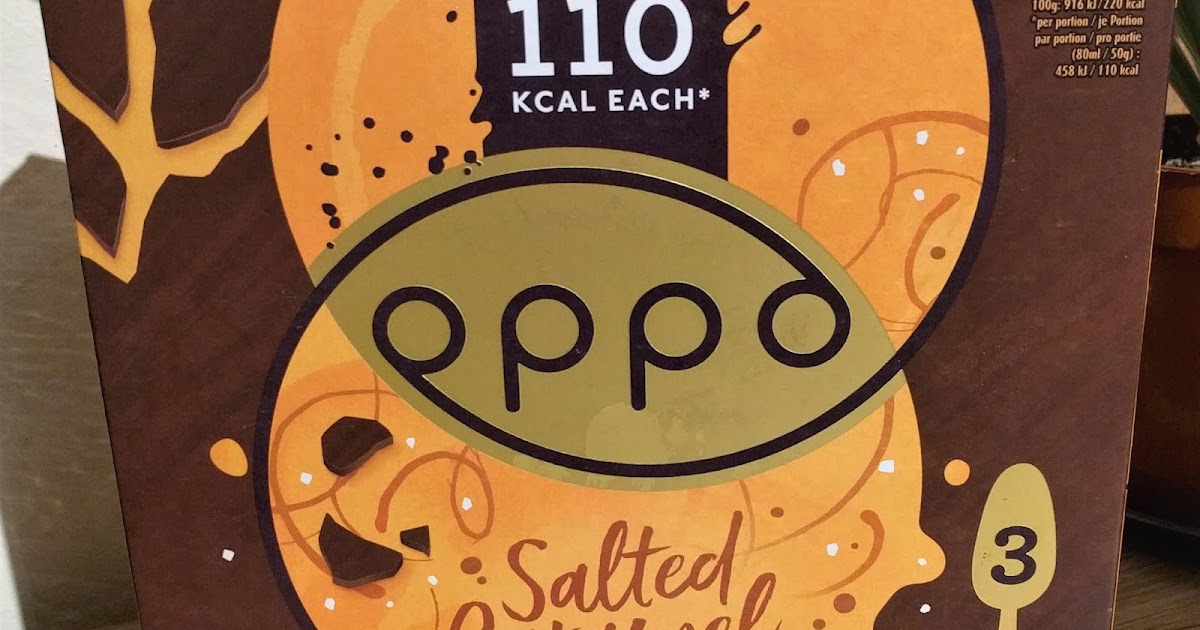 110
KCAL EACH*
100g: 916 kJ/220 kcal
*per portion / je Portion
par portion / pro portie
(80ml / 50g) :
458 kJ / 110 kcal
oppo
Salted
Caramel
3